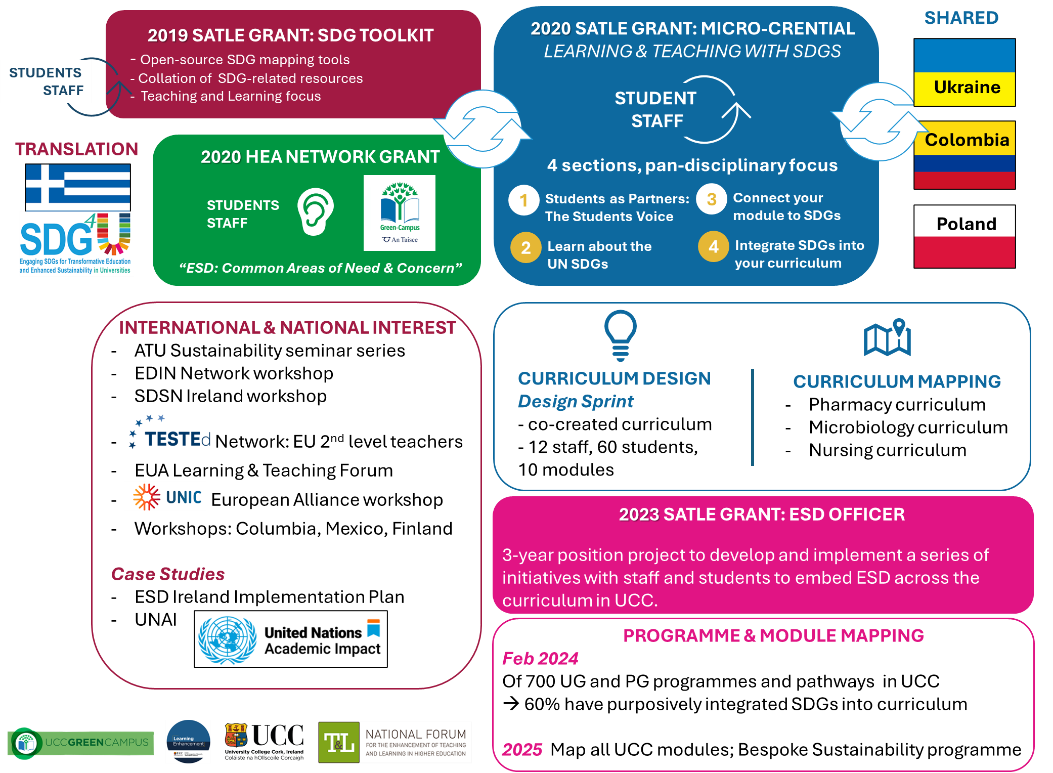 2019 SATLE GRANT: SDG TOOLKIT
- Open-source SDG mapping tools
- Collation of SDG-related resources
- Teaching and Learning focus
STUDENTS
STAFF
2020 SATLE GRANT: MICRO-CRENTIAL
LEARNING & TEACHING WITH SDGS
STUDENT
STAFF
4 sections, pan-disciplinary focus
1 Students as Partners:
The Students Voice
2 Learn about the
UN SDGs
3 Connect your
module to SDGs
4 Integrate SDGs into
your curriculum
SHARED
Ukraine
Colombia
Poland
TRANSLATION
SDG4U
Engaging SDGs for Transformative Education
and Enhanced Sustainability in Universities
2020 HEA NETWORK GRANT
STUDENTS
STAFF
Green-Campus
An Taisce
“ESD: Common Areas of Need & Concern”
INTERNATIONAL & NATIONAL INTEREST
- ATU Sustainability seminar series
- EDIN Network workshop
- SDSN Ireland workshop
- TESTEd Network: EU 2nd level teachers
- EUA Learning & Teaching Forum
- UNIC European Alliance workshop
- Workshops: Columbia, Mexico, Finland
Case Studies
- ESD Ireland Implementation Plan
- UNAI
United Nations
Academic Impact
CURRICULUM DESIGN
Design Sprint
- co-created curriculum
- 12 staff, 60 students,
10 modules
CURRICULUM MAPPING
- Pharmacy curriculum
- Microbiology curriculum
- Nursing curriculum
2023 SATLE GRANT: ESD OFFICER
3-year position project to develop and implement a series of
initiatives with staff and students to embed ESD across the
curriculum in UCC.
PROGRAMME & MODULE MAPPING
Feb 2024
Of 700 UG and PG programmes and pathways in UCC
→ 60% have purposively integrated SDGs into curriculum
2025 Map all UCC modules; Bespoke Sustainability programme
UCCGREENCAMPUS
Learning
Enhancement
UCC
University College Cork, Ireland
Coláiste na hOllscoile Corcaigh
T&L
NATIONAL FORUM
FOR THE ENHANCEMENT OF TEACHING
AND LEARNING IN HIGHER EDUCATION